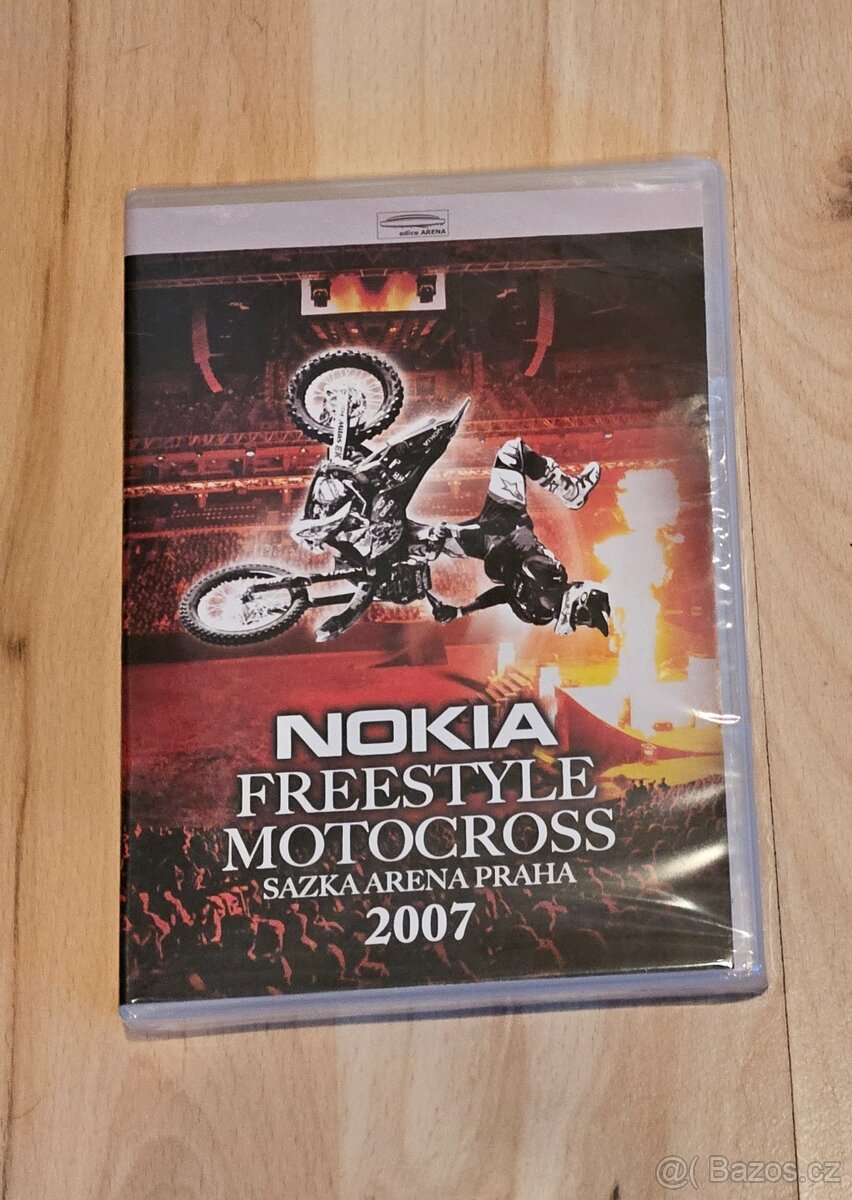 edice ARENA
NOKIA
FREESTYLE
MOTOCROSS
SAZKA ARENA PRAHA
2007
@( Bazos.cz